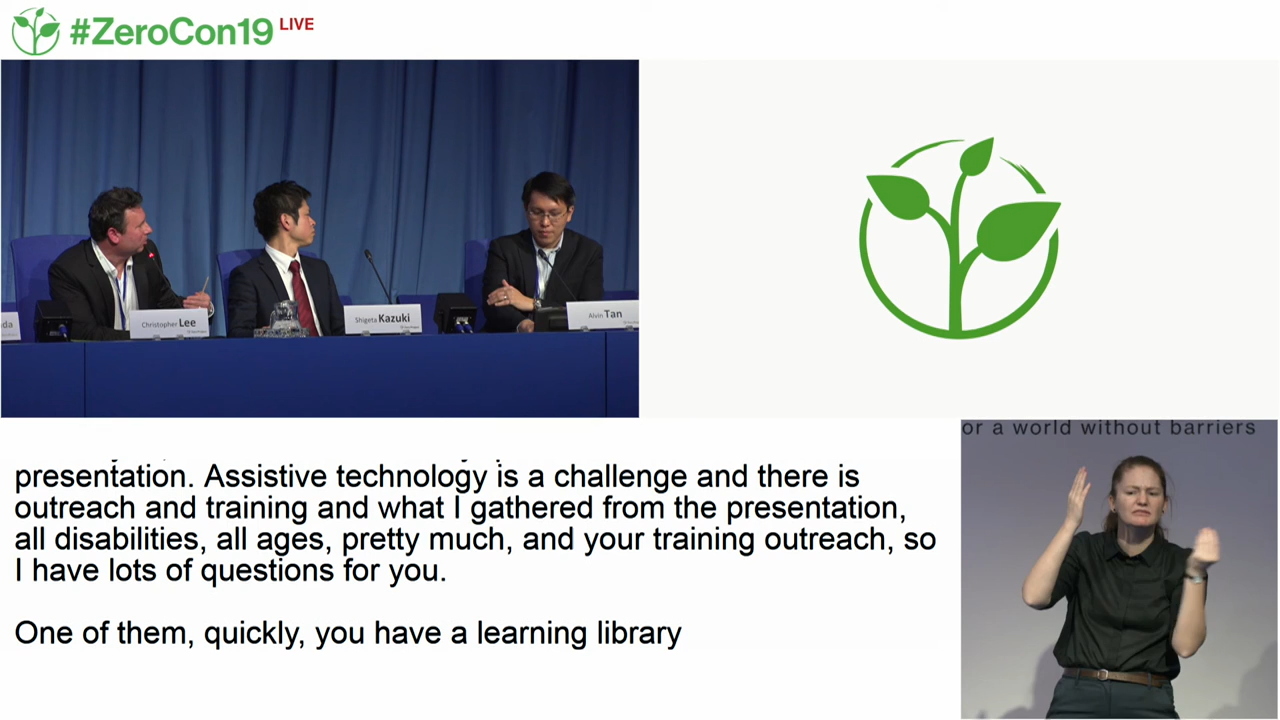 #ZeroCon19 LIVE
da
Christopher Lee
Shigeta Kazuki
Alvin Tan
presentation. Assistive technology is a challenge and there is
outreach and training and what I gathered from the presentation,
all disabilities, all ages, pretty much, and your training outreach, so
I have lots of questions for you.
One of them, quickly, you have a learning library
or a world without barriers